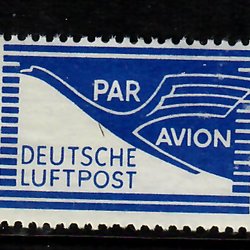 PAR
AVION
DEUTSCHE
LUFTPOST